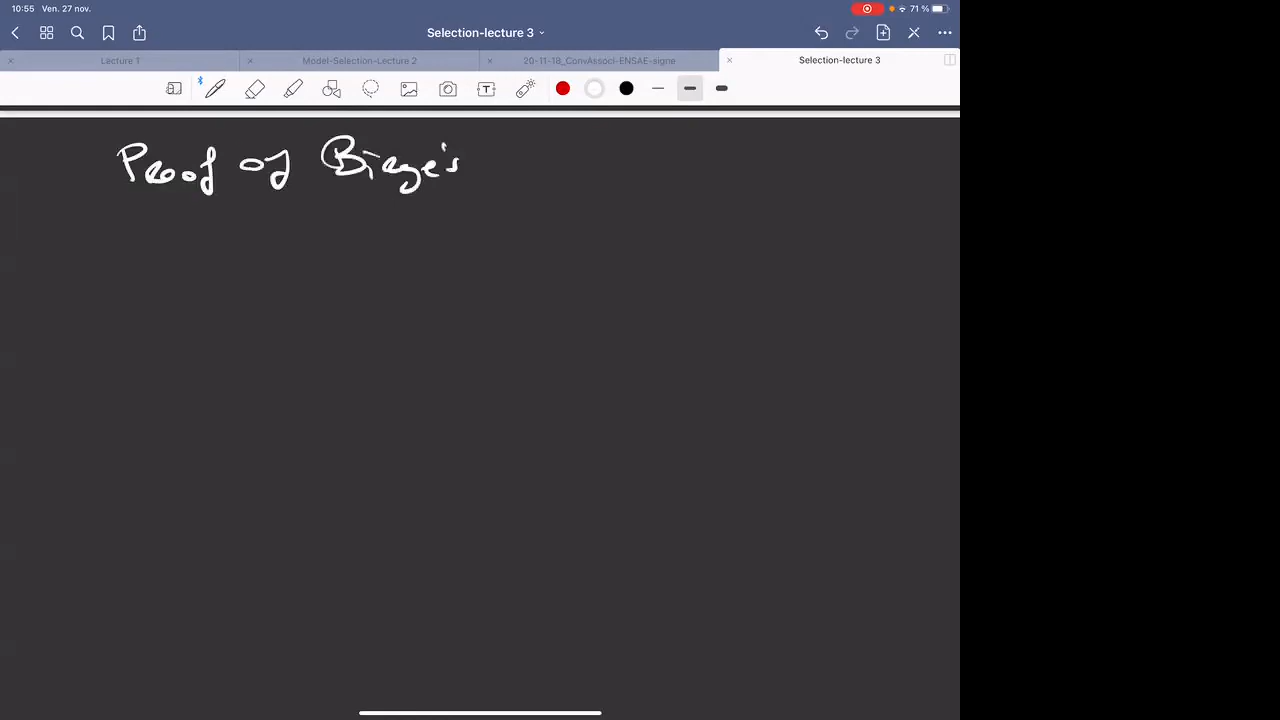 10:55 Ven. 27 nov. 71 %
Selection-lecture 3
Lecture 1 Model-Selection-Lecture 2 20-11-18_ConvAssoci-ENSAE-signe Selection-lecture 3
T
Proof of Birge's